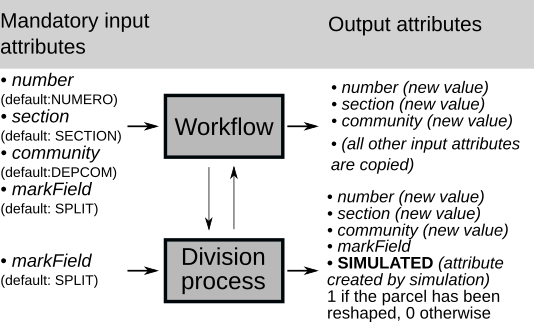 Mandatory input
attributes
Output attributes
• number
(default:NUMERO)
• section
(default: SECTION)
• community
(default:DEPCOM)
• markField
(default: SPLIT)
Workflow
• number (new value)
• section (new value)
• community (new value)
• (all other input attributes
are copied)
• markField
(default: SPLIT)
Division
process
• number (new value)
• section (new value)
• community (new value)
• markField
• SIMULATED (attribute
created by simulation)
1 if the parcel has been
reshaped, 0 otherwise